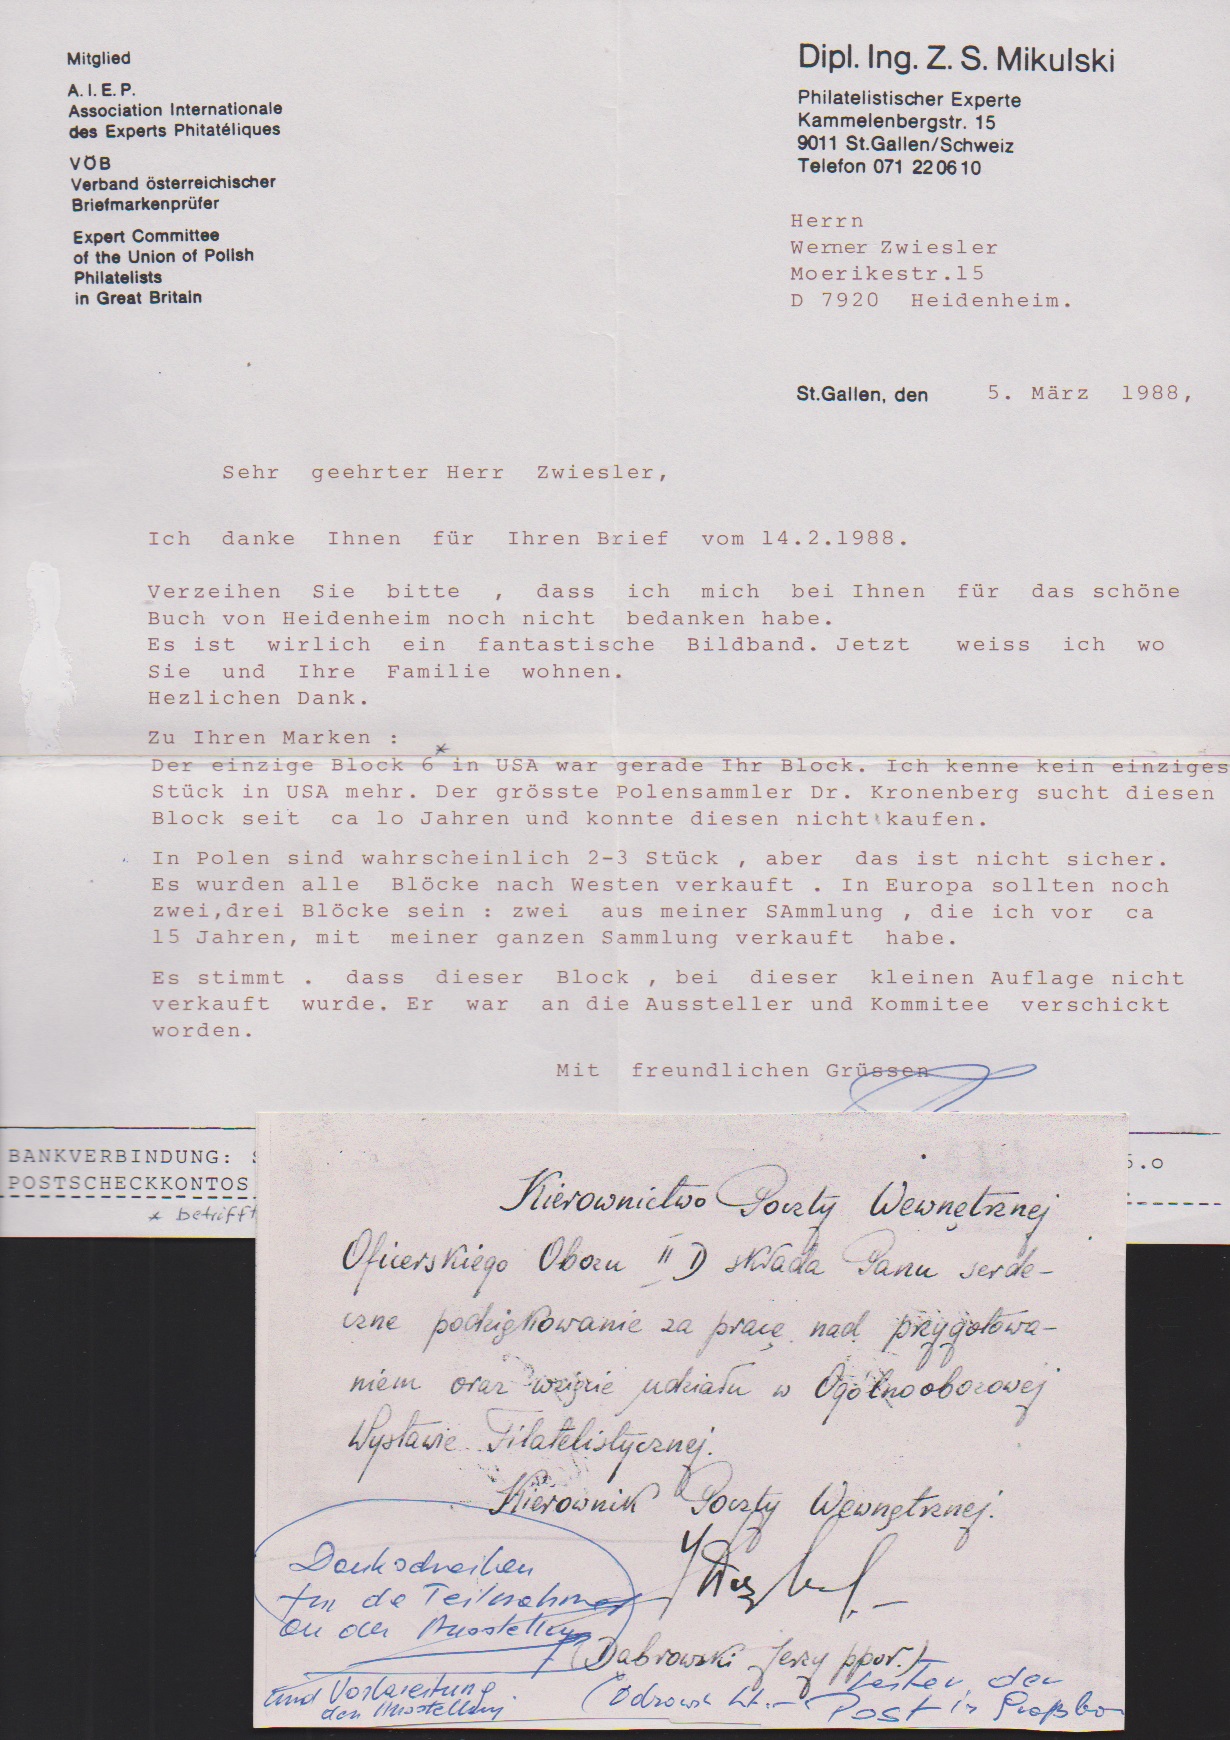 Mitglied
A.I.E.P.
Association Internationale
des Experts Philatéliques
VÖB
Verband österreichischer
Briefmarkenprüfer
Expert Committee
of the Union of Polish
Philatelists
in Great Britain
Dipl. Ing. Z. S. Mikulski
Philatelistischer Experte
Kammelenbergstr. 15
9011 St.Gallen/Schweiz
Telefon 071 220610
Herrn
Werner Zwiesler
Moerikestr.15
D 7920 Heidenheim.
St.Gallen, den 5. März 1988,
Sehr geehrter Herr Zwiesler,
Ich danke Ihnen für Ihren Brief vom 14.2.1988.
Verzeihen Sie bitte , dass ich mich bei Ihnen für das schöne
Buch von Heidenheim noch nicht bedanken habe.
Es ist wirlich ein fantastische Bildband. Jetzt weiss ich wo
Sie und Ihre Familie wohnen.
Hezlichen Dank.
Zu Ihren Marken :
Der einzige Block 6* in USA war gerade Ihr Block. Ich kenne kein einziges
Stück in USA mehr. Der grösste Polensammler Dr. Kronenberg sucht diesen
Block seit ca lo Jahren und konnte diesen nicht kaufen.
In Polen sind wahrscheinlich 2-3 Stück , aber das ist nicht sicher.
Es wurden alle Blöcke nach Westen verkauft . In Europa sollten noch
zwei,drei Blöcke sein : zwei aus meiner SAmmlung , die ich vor ca
15 Jahren, mit meiner ganzen Sammlung verkauft habe.
Es stimmt . dass dieser Block , bei dieser kleinen Auflage nicht
verkauft wurde. Er war an die Aussteller und Kommitee verschickt
worden.
Mit freundlichen Grüssen
BANKVERBINDUNG:
POSTSCHECKKONTOS
* betrifft
5.0
Kierownictwo Poczty Wewnętrznej
Oficerskiego Obozu II D składa Panu serde-
czne podziękowanie za pracę nad przygotowa-
niem oraz wzięcie udziału w Ogólnoobozowej
Wystawie Filatelistycznej.
Kierownik Poczty Wewnętrznej.
(Dąbrowski Jerzy ppor.)
Dankschreiben
für die Teilnahme
an der Ausstellung
und Vorbereitung
den Ausstellung
Leiter der
Post in